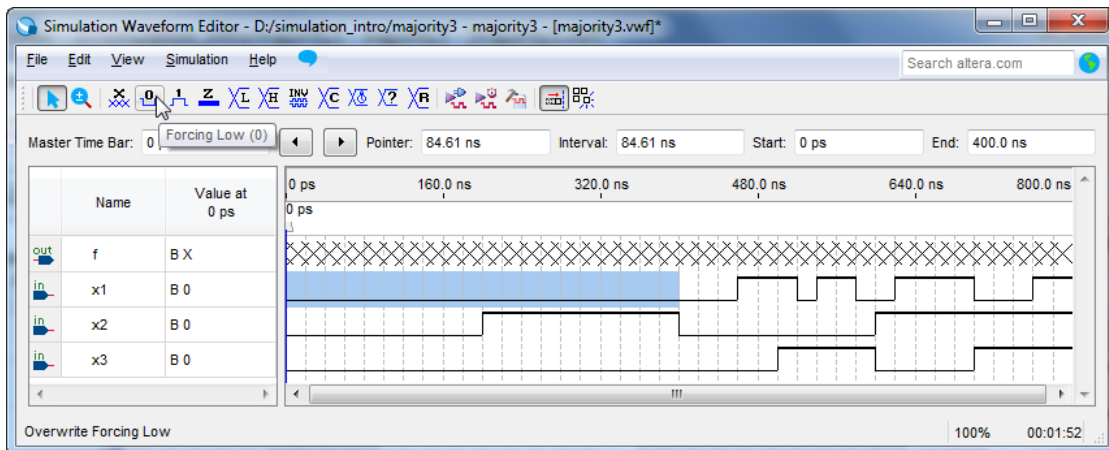 Simulation Waveform Editor - D:/simulation_intro/majority3 - majority3 - [majority3.vwf]*
File Edit View Simulation Help Search altera.com
X 0 1 Z L H INV C 2 R
Master Time Bar: 0 Forcing Low (0) Pointer: 84.61 ns Interval: 84.61 ns Start: 0 ps End: 400.0 ns
Name Value at 0 ps
0 ps 160.0 ns 320.0 ns 480.0 ns 640.0 ns 800.0 ns
0 ps
out f B X
in x1 B 0
in x2 B 0
in x3 B 0
Overwrite Forcing Low 100% 00:01:52